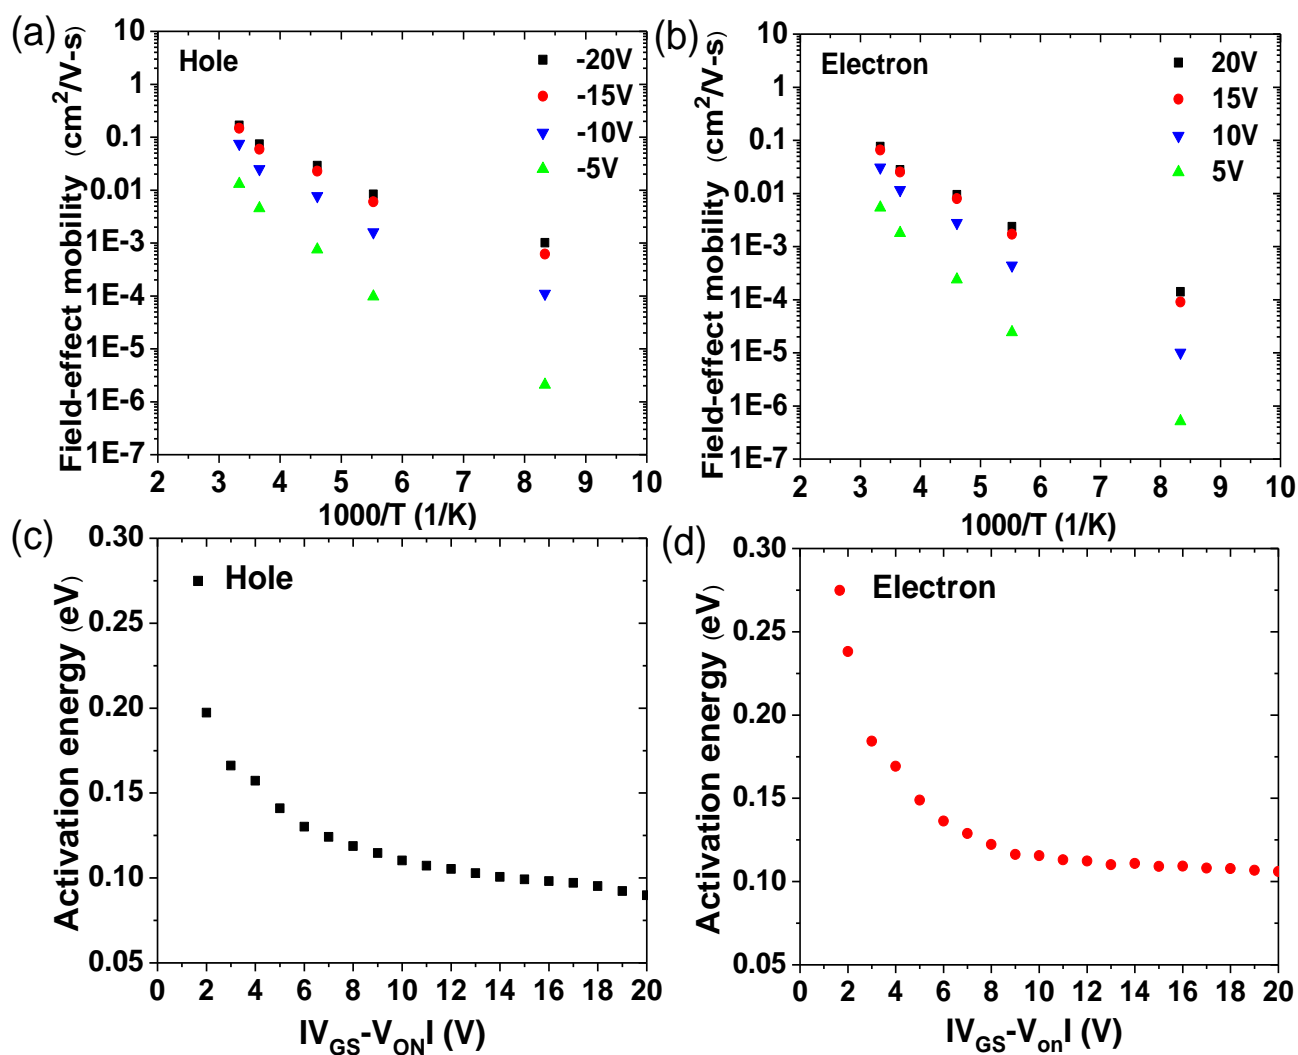 (a)
Hole
-20V
-15V
-10V
-5V
Field-effect mobility (cm²/V-s)
10
1
0.1
0.01
1E-3
1E-4
1E-5
1E-6
1E-7
2 3 4 5 6 7 8 9 10
1000/T (1/K)
(b)
Electron
20V
15V
10V
5V
Field-effect mobility (cm²/V-s)
10
1
0.1
0.01
1E-3
1E-4
1E-5
1E-6
1E-7
2 3 4 5 6 7 8 9 10
1000/T (1/K)
(c)
Hole
Activation energy (eV)
0.30
0.25
0.20
0.15
0.10
0.05
0 2 4 6 8 10 12 14 16 18 20
IV_GS-V_ONI (V)
(d)
Electron
Activation energy (eV)
0.30
0.25
0.20
0.15
0.10
0.05
0 2 4 6 8 10 12 14 16 18 20
IV_GS-V_onI (V)